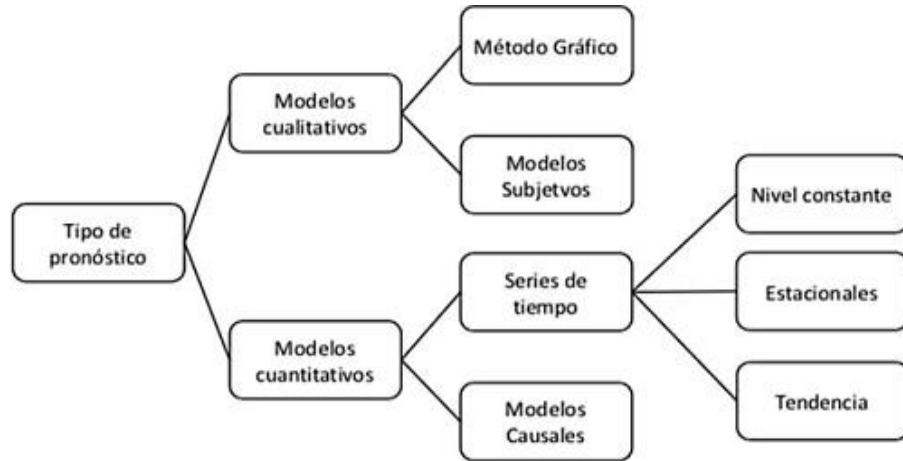 Método Gráfico
Modelos
cualitativos
Modelos
Subjetvos
Nivel constante
Tipo de
pronóstico
Series de
tiempo
Estacionales
Modelos
cuantitativos
Tendencia
Modelos
Causales